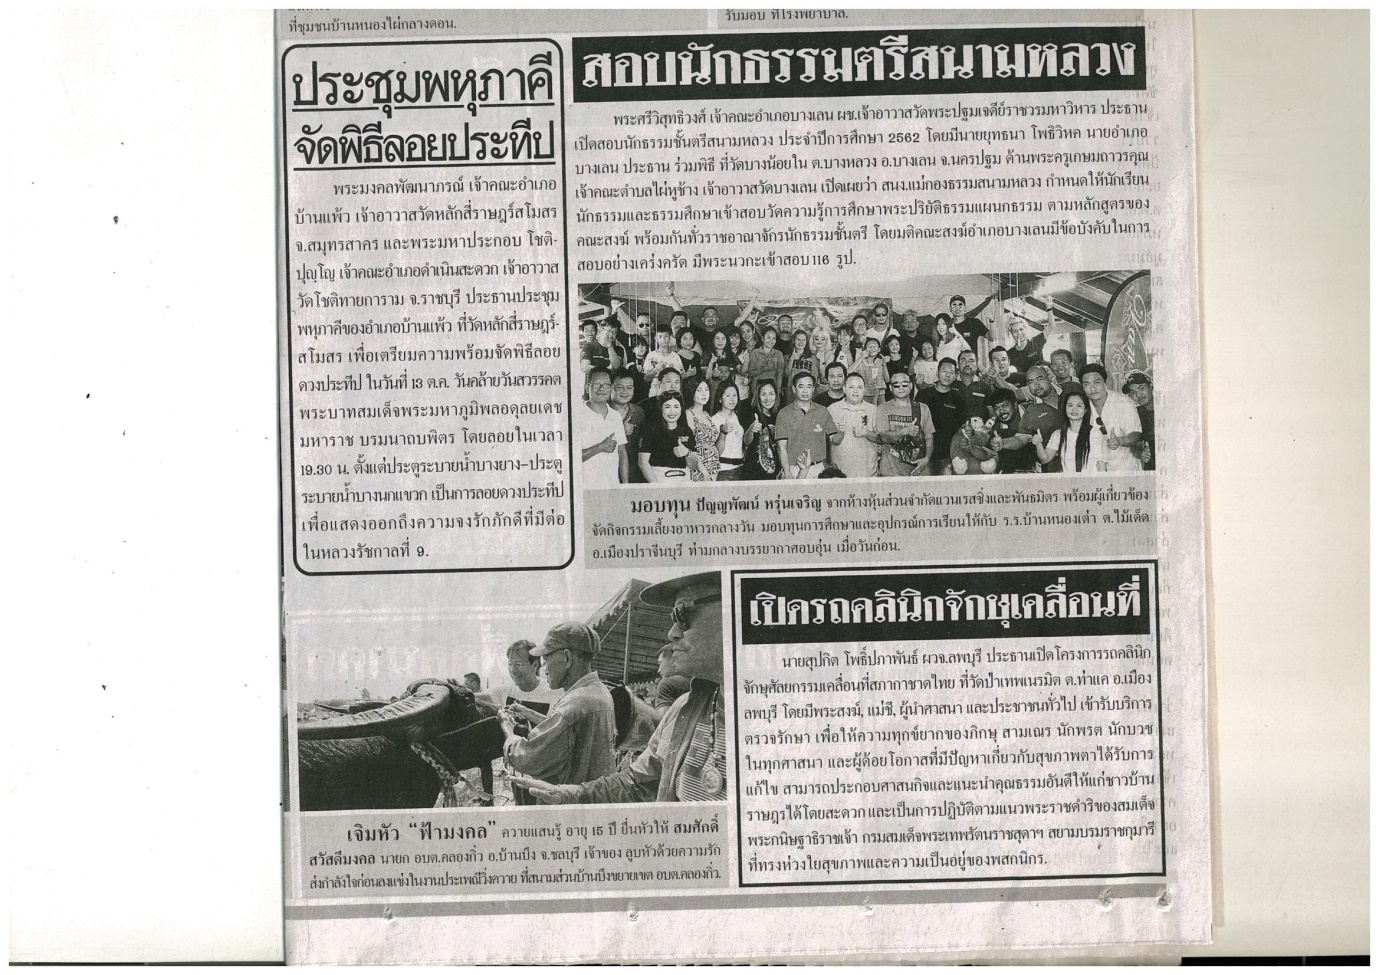 ที่ชุมชนบ้านหนองไผ่กลางดอน.
รับมอบ ที่โรงพยาบาล.
ประชุมพหุภาคี
จัดพิธีลอยประทีป
พระมงคลพัฒนาภรณ์ เจ้าคณะอำเภอ
บ้านแพ้ว เจ้าอาวาสวัดหลักสี่ราษฎร์สโมสร
จ.สมุทรสาคร และพระมหาประกอบ โชติ-
ปุญโญ เจ้าคณะอำเภอดำเนินสะดวก เจ้าอาวาส
วัดโชติทายการาม จ.ราชบุรี ประธานประชุม
พหุภาคีของอำเภอบ้านแพ้ว ที่วัดหลักสี่ราษฎร์-
สโมสร เพื่อเตรียมความพร้อมจัดพิธีลอย
ดวงประทีป ในวันที่ 13 ต.ค. วันคล้ายวันสวรรคต
พระบาทสมเด็จพระมหาภูมิพลอดุลยเดช
มหาราช บรมนาถบพิตร โดยลอยในเวลา
19.30 น. ตั้งแต่ประตูระบายน้ำบางยาง-ประตู
ระบายน้ำบางนกแขวก เป็นการลอยดวงประทีป
เพื่อแสดงออกถึงความจงรักภักดีที่มีต่อ
ในหลวงรัชกาลที่ 9.
สอบนักธรรมตรีสนามหลวง
พระศรีวิสุทธิวงศ์ เจ้าคณะอำเภอบางเลน ผช.เจ้าอาวาสวัดพระปฐมเจดีย์ราชวรมหาวิหาร ประธาน
เปิดสอบนักธรรมชั้นตรีสนามหลวง ประจำปีการศึกษา 2562 โดยมีนายยุทธนา โพธิวิหค นายอำเภอ
บางเลน ประธาน ร่วมพิธี ที่วัดบางน้อยใน ต.บางหลวง อ.บางเลน จ.นครปฐม ด้านพระครูเกษมถาวรคุณ
เจ้าคณะตำบลไผ่หูช้าง เจ้าอาวาสวัดบางเลน เปิดเผยว่า สนง.แม่กองธรรมสนามหลวง กำหนดให้นักเรียน
นักธรรมและธรรมศึกษาเข้าสอบวัดความรู้การศึกษาพระปริยัติธรรมแผนกธรรม ตามหลักสูตรของ
คณะสงฆ์ พร้อมกันทั่วราชอาณาจักรนักธรรมชั้นตรี โดยมติคณะสงฆ์อำเภอบางเลนมีข้อบังคับในการ
สอบอย่างเคร่งครัด มีพระนวกะเข้าสอบ 116 รูป.
มอบทุน ปัญญพัฒน์ หรุ่นเจริญ จากห้างหุ้นส่วนจำกัดแวนเรสซิ่งและพันธมิตร พร้อมผู้เกี่ยวข้อง
จัดกิจกรรมเลี้ยงอาหารกลางวัน มอบทุนการศึกษาและอุปกรณ์การเรียนให้กับ ร.ร.บ้านหนองเต่า ต.ไม้เค็ด
อ.เมืองปราจีนบุรี ท่ามกลางบรรยากาศอบอุ่น เมื่อวันก่อน.
เจิมหัว “ฟ้ามงคล” ควายแสนรู้ อายุ 15 ปี ยื่นหัวให้ สมศักดิ์
สวัสดีมงคล นายก อบต.คลองกิ่ว อ.บ้านบึง จ.ชลบุรี เจ้าของ ลูบหัวด้วยความรัก
ส่งกำลังใจก่อนลงแข่งในงานประเพณีวิ่งควาย ที่สนามส่วนบ้านบึงขยายเขต อบต.คลองกิ่ว.
เปิดรถคลินิกจักษุเคลื่อนที่
นายสุปกิต โพธิ์ปภาพันธ์ ผวจ.ลพบุรี ประธานเปิดโครงการรถคลินิก
จักษุศัลยกรรมเคลื่อนที่สภากาชาดไทย ที่วัดป่าเทพเนรมิต ต.ท่าแค อ.เมือง
ลพบุรี โดยมีพระสงฆ์, แม่ชี, ผู้นำศาสนา และประชาชนทั่วไป เข้ารับบริการ
ตรวจรักษา เพื่อให้ความทุกข์ยากของภิกษุ สามเณร นักพรต นักบวช
ในทุกศาสนา และผู้ด้อยโอกาสที่มีปัญหาเกี่ยวกับสุขภาพตาได้รับการ
แก้ไข สามารถประกอบศาสนกิจและแนะนำคุณธรรมอันดีให้แก่ชาวบ้าน
ราษฎรได้โดยสะดวก และเป็นการปฏิบัติตามแนวพระราชดำริของสมเด็จ
พระกนิษฐาธิราชเจ้า กรมสมเด็จพระเทพรัตนราชสุดาฯ สยามบรมราชกุมารี
ที่ทรงห่วงใยสุขภาพและความเป็นอยู่ของพสกนิกร.